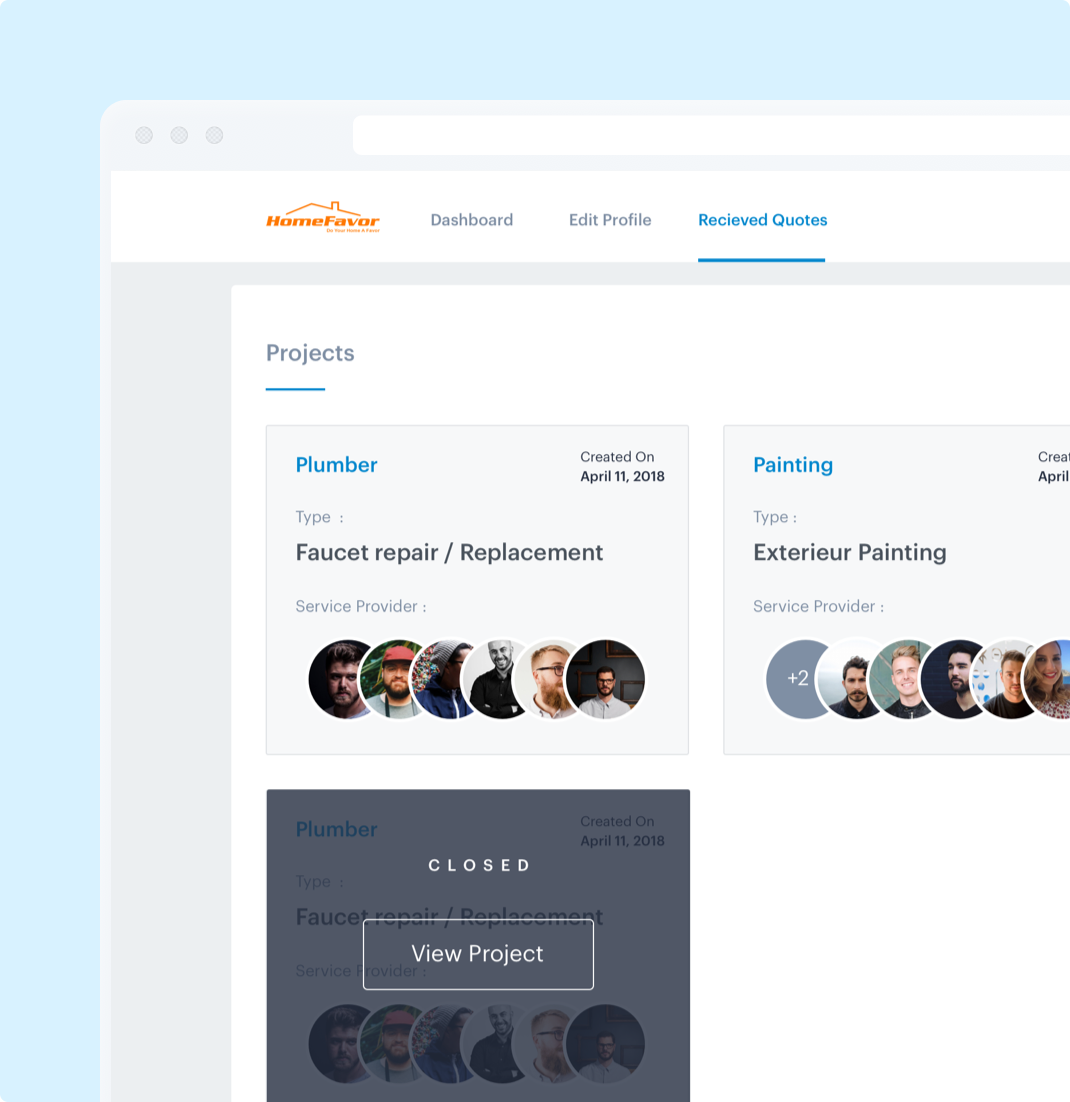 HomeFavor
Do Your Home A Favor
Dashboard
Edit Profile
Recieved Quotes
Projects
Plumber
Created On
April 11, 2018
Type :
Faucet repair / Replacement
Service Provider :
Painting
Creat
April
Type :
Exterieur Painting
Service Provider :
+2
Plumber
Created On
April 11, 2018
CLOSED
Type :
Faucet repair / Replacement
View Project
Service Provider :